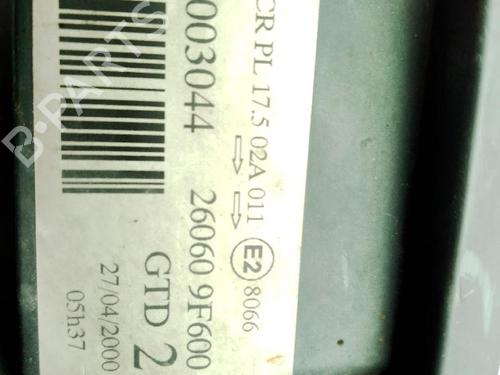 CR PL 17.5 02A 011
E2 8066
003044
26060 9F600
GTD 2
27/04/2000
05h37
B-PARTS